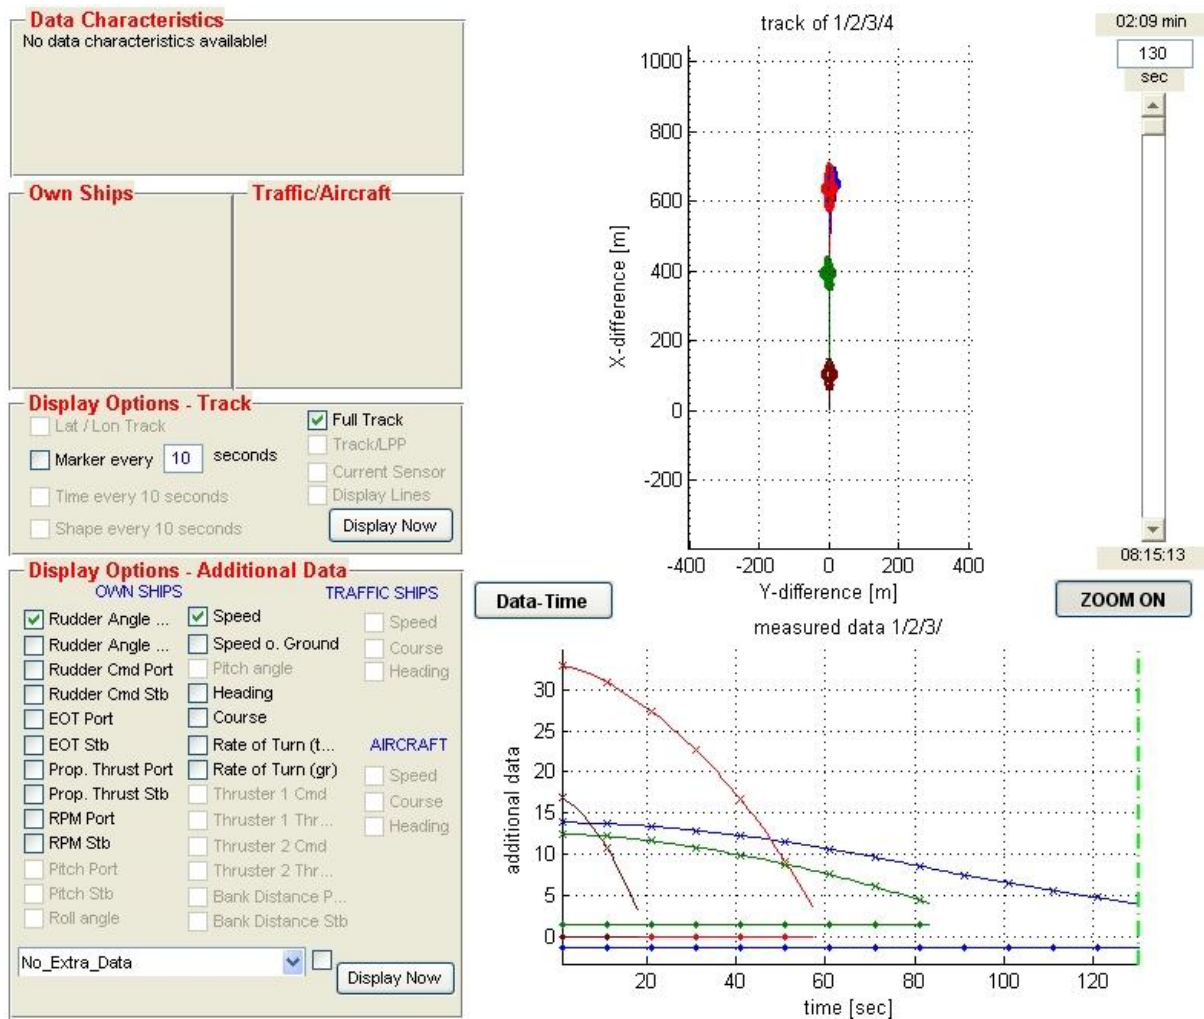 Data Characteristics
No data characteristics available!
Own Ships
Traffic/Aircraft
Display Options - Track
Lat / Lon Track
Full Track
Marker every 10 seconds
Track/LPP
Current Sensor
Time every 10 seconds
Display Lines
Shape every 10 seconds
Display Now
Display Options - Additional Data
OWN SHIPS
TRAFFIC SHIPS
Rudder Angle ...
Speed
Speed
Rudder Angle ...
Speed o. Ground
Course
Rudder Cmd Port
Pitch angle
Heading
Rudder Cmd Stb
Heading
EOT Port
Course
EOT Stb
Rate of Turn (t...
AIRCRAFT
Prop. Thrust Port
Rate of Turn (gr)
Speed
Prop. Thrust Stb
Thruster 1 Cmd
Course
RPM Port
Thruster 1 Thr...
Heading
RPM Stb
Thruster 2 Cmd
Pitch Port
Thruster 2 Thr...
Pitch Stb
Bank Distance P...
Roll angle
Bank Distance Stb
No_Extra_Data
Display Now
track of 1/2/3/4
1000
800
600
400
200
0
-200
X-difference [m]
-400 -200 0 200 400
Y-difference [m]
02:09 min
130
sec
08:15:13
Data-Time
ZOOM ON
measured data 1/2/3/
30
25
20
15
10
5
0
additional data
20 40 60 80 100 120
time [sec]